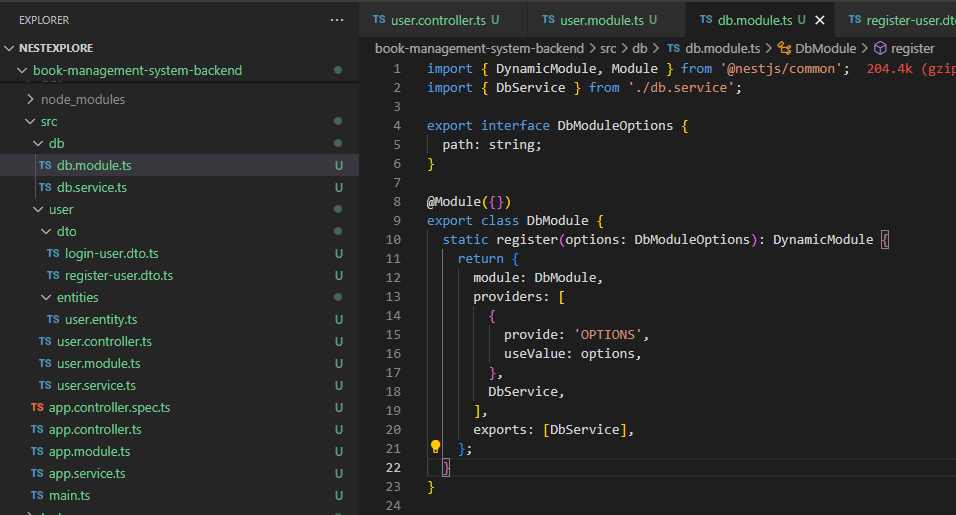 EXPLORER
NESTEXPLORE
book-management-system-backend
node_modules
src
db
TS db.module.ts U
TS db.service.ts U
user
dto
TS login-user.dto.ts U
TS register-user.dto.ts U
entities
TS user.entity.ts U
TS user.controller.ts U
TS user.module.ts U
TS user.service.ts U
TS app.controller.spec.ts U
TS app.controller.ts U
TS app.module.ts U
TS app.service.ts U
TS main.ts U
TS user.controller.ts U TS user.module.ts U TS db.module.ts U TS register-user.dt
book-management-system-backend > src > db > TS db.module.ts > DbModule > register
1 import { DynamicModule, Module } from '@nestjs/common'; 204.4k (gzip
2 import { DbService } from './db.service';
3
4 export interface DbModuleOptions {
5 path: string;
6 }
7
8 @Module({})
9 export class DbModule {
10 static register(options: DbModuleOptions): DynamicModule {
11 return {
12 module: DbModule,
13 providers: [
14 {
15 provide: 'OPTIONS',
16 useValue: options,
17 },
18 DbService,
19 ],
20 exports: [DbService],
21 };
22 }
23 }
24